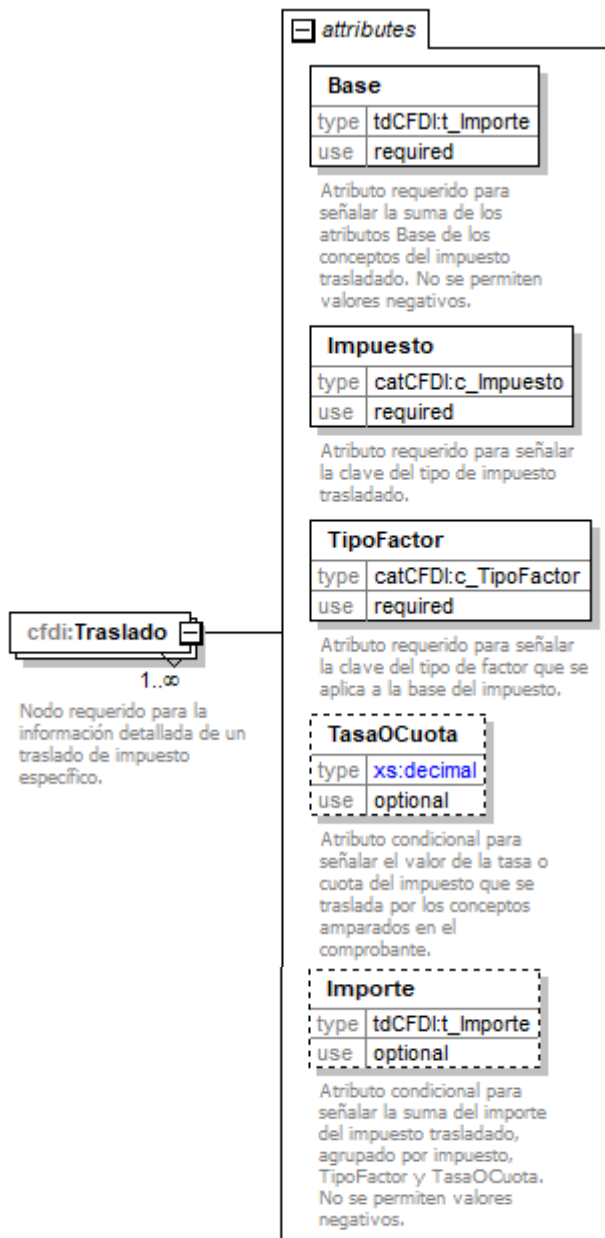 attributes
Base
type tdCFDI:t_Importe
use required
Atributo requerido para
señalar la suma de los
atributos Base de los
conceptos del impuesto
trasladado. No se permiten
valores negativos.
Impuesto
type catCFDI:c_Impuesto
use required
Atributo requerido para señalar
la clave del tipo de impuesto
trasladado.
TipoFactor
type catCFDI:c_TipoFactor
use required
Atributo requerido para señalar
la clave del tipo de factor que se
aplica a la base del impuesto.
cfdi:Traslado
1..∞
Nodo requerido para la
información detallada de un
traslado de impuesto
específico.
TasaOCuota
type xs:decimal
use optional
Atributo condicional para
señalar el valor de la tasa o
cuota del impuesto que se
traslada por los conceptos
amparados en el
comprobante.
Importe
type tdCFDI:t_Importe
use optional
Atributo condicional para
señalar la suma del importe
del impuesto trasladado,
agrupado por impuesto,
TipoFactor y TasaOCuota.
No se permiten valores
negativos.